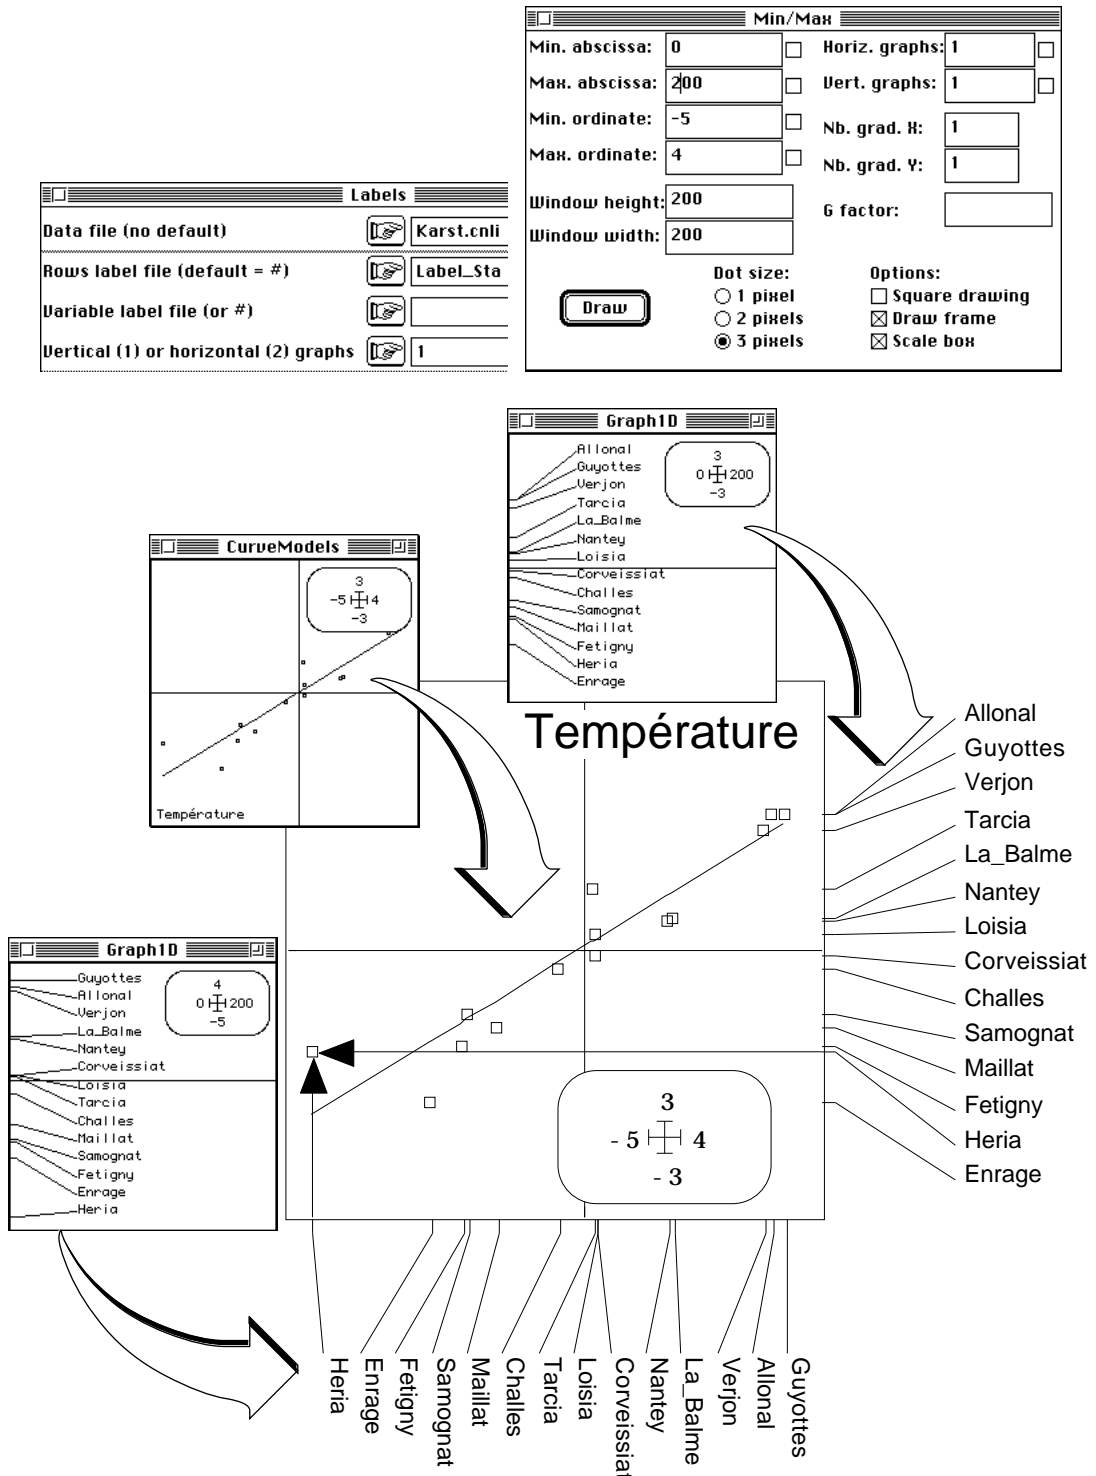 Min/Max
Min. abscissa: 0 Horiz. graphs: 1
Max. abscissa: 200 Vert. graphs: 1
Min. ordinate: -5 Nb. grad. X: 1
Max. ordinate: 4 Nb. grad. Y: 1
Window height: 200 G factor:
Window width: 200
Dot size: Options:
1 pixel Square drawing
Draw 2 pixels Draw frame
3 pixels Scale box
Labels
Data file (no default) Karst.cnli
Rows label file (default = #) Label_Sta
Variable label file (or #)
Vertical (1) or horizontal (2) graphs 1
Graph1D
Allonal
Guyottes
Verjon
Tarcia
La_Balme
Nantey
Loisia
Corveissiat
Challes
Samognat
Maillat
Fetigny
Heria
Enrage
3
0 200
-3
CurveModels
3
-5 4
-3
Température
Température
Allonal
Guyottes
Verjon
Tarcia
La_Balme
Nantey
Loisia
Corveissiat
Challes
Samognat
Maillat
Fetigny
Heria
Enrage
3
- 5 4
- 3
Graph1D
Guyottes
Allonal
Verjon
La_Balme
Nantey
Corveissiat
Loisia
Tarcia
Challes
Maillat
Samognat
Fetigny
Enrage
Heria
4
0 200
-5
Heria
Enrage
Fetigny
Samognat
Maillat
Challes
Tarcia
Loisia
Corveissiat
Nantey
La_Balme
Verjon
Allonal
Guyottes